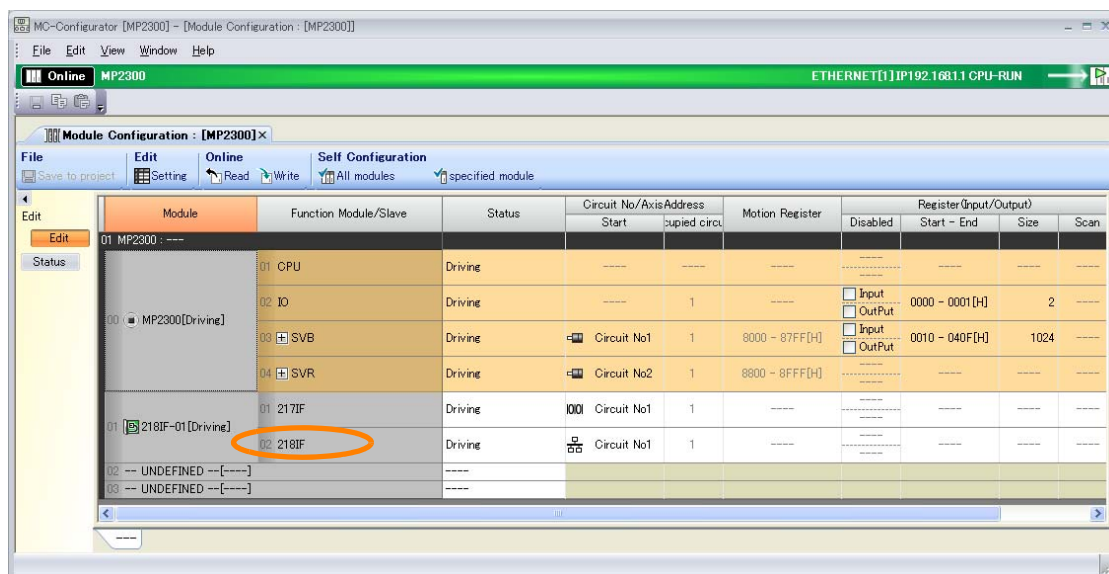 MC-Configurator [MP2300] - [Module Configuration : [MP2300]]
File Edit View Window Help
Online MP2300 ETHERNET[1] IP192.168.1.1 CPU-RUN
Module Configuration : [MP2300] ×
File Edit Online Self Configuration
Save to project Setting Read Write All modules specified module
Edit
Edit
Status
Module Function Module/Slave Status Circuit No/AxisAddress Motion Register Register(Input/Output)
Start cupied circu Disabled Start - End Size Scan
01 MP2300 : ---
00 MP2300[Driving]
01 CPU Driving ---- ---- ---- ---- ---- ---- ---- ----
02 IO Driving ---- 1 ---- Input OutPut 0000 - 0001[H] 2 ----
03 + SVB Driving Circuit No1 1 8000 - 87FF[H] Input OutPut 0010 - 040F[H] 1024 ----
04 + SVR Driving Circuit No2 1 8800 - 8FFF[H] ---- ---- ---- ---- ----
01 218IF-01[Driving]
01 217IF Driving Circuit No1 1 ---- ---- ---- ---- ---- ----
02 218IF Driving Circuit No1 1 ---- ---- ---- ---- ---- ----
02 -- UNDEFINED --[----] ----
03 -- UNDEFINED --[----] ----
---